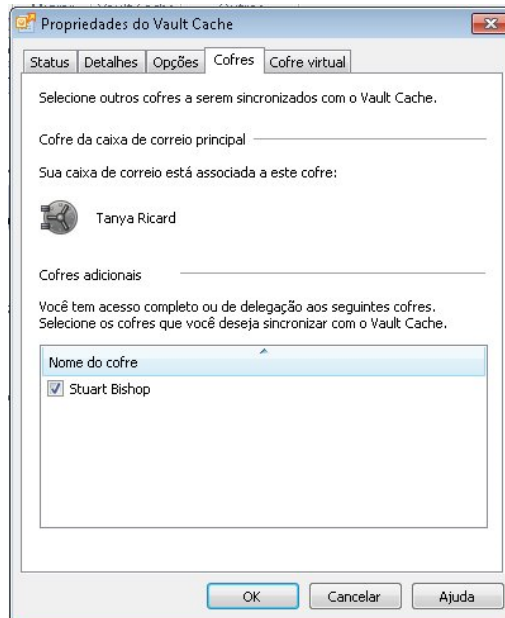 Propriedades do Vault Cache
Status Detalhes Opções Cofres Cofre virtual
Selecione outros cofres a serem sincronizados com o Vault Cache.
Cofre da caixa de correio principal
Sua caixa de correio está associada a este cofre:
Tanya Ricard
Cofres adicionais
Você tem acesso completo ou de delegação aos seguintes cofres.
Selecione os cofres que você deseja sincronizar com o Vault Cache.
Nome do cofre
Stuart Bishop
OK Cancelar Ajuda